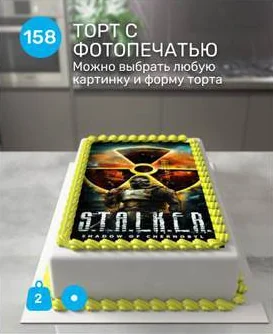 158
ТОРТ С
ФОТОПЕЧАТЬЮ
Можно выбрать любую
картинку и форму торта
S.T.A.L.K.E.R.
SHADOW OF CHERNOBYL
2